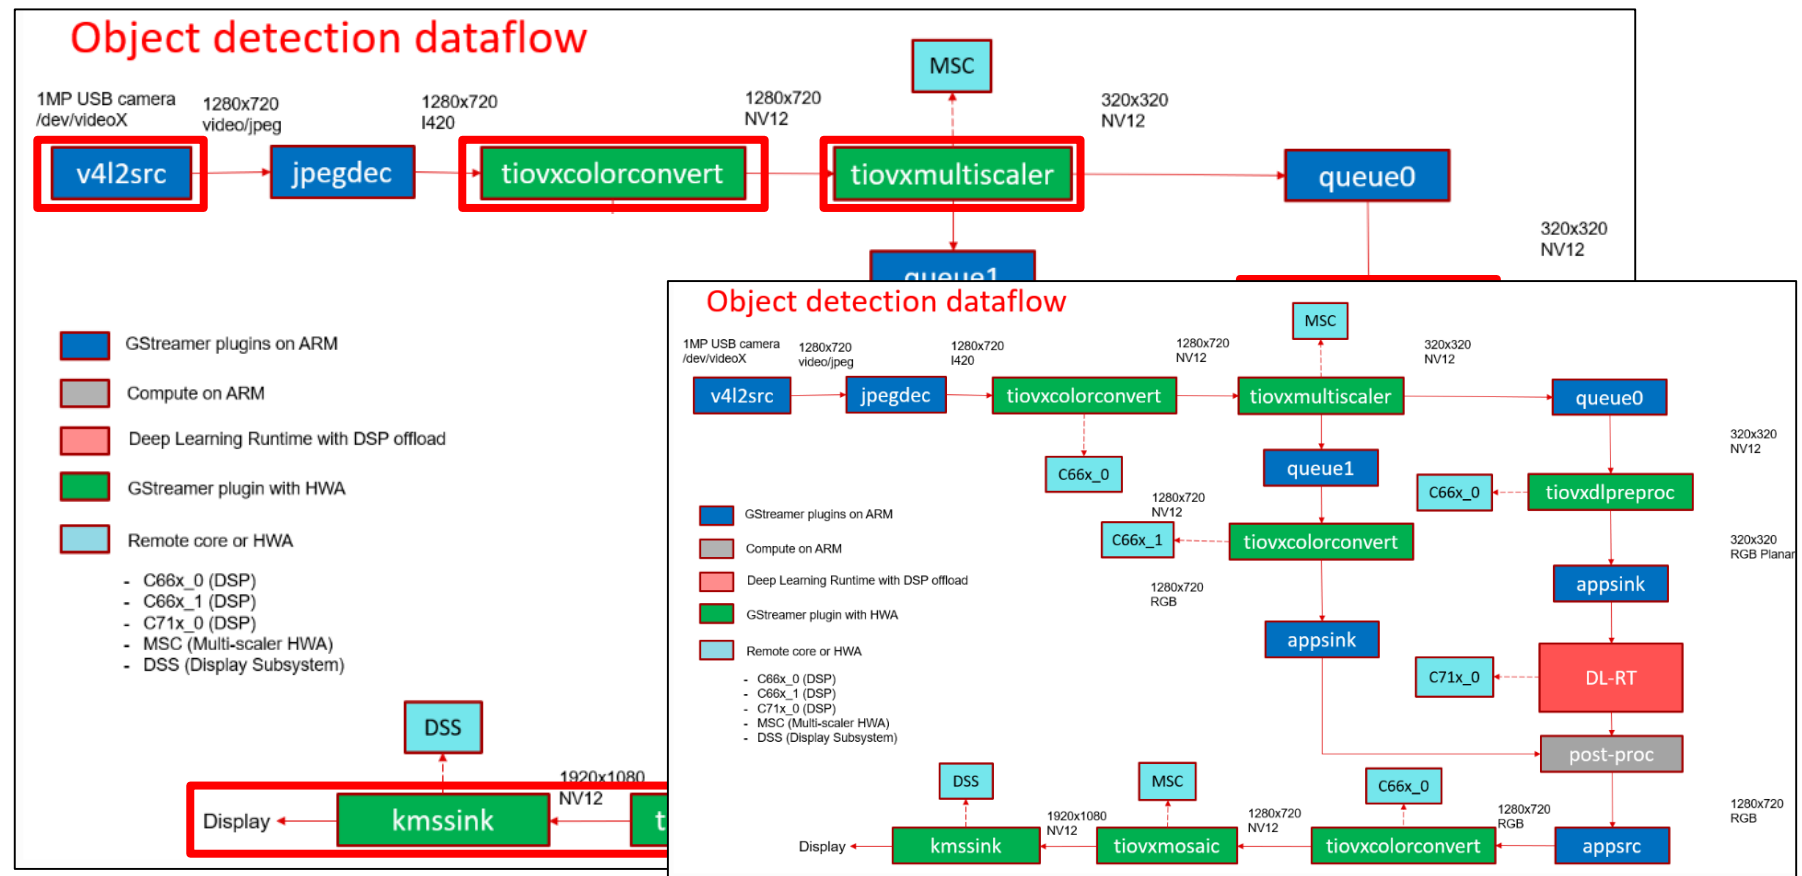 Object detection dataflow
MSC
1MP USB camera
/dev/videoX
1280x720
video/jpeg
1280x720
I420
1280x720
NV12
320x320
NV12
v4l2src
jpegdec
tiovxcolorconvert
tiovxmultiscaler
queue0
320x320
NV12
queue1
GStreamer plugins on ARM
Compute on ARM
Deep Learning Runtime with DSP offload
GStreamer plugin with HWA
Remote core or HWA
- C66x_0 (DSP)
- C66x_1 (DSP)
- C71x_0 (DSP)
- MSC (Multi-scaler HWA)
- DSS (Display Subsystem)
DSS
1920x1080
NV12
Display
kmssink
t
Object detection dataflow
MSC
1MP USB camera
/dev/videoX
1280x720
video/jpeg
1280x720
I420
1280x720
NV12
320x320
NV12
v4l2src
jpegdec
tiovxcolorconvert
tiovxmultiscaler
queue0
320x320
NV12
C66x_0
queue1
C66x_0
tiovxdlpreproc
1280x720
NV12
C66x_1
tiovxcolorconvert
320x320
RGB Planar
1280x720
RGB
appsink
appsink
C71x_0
DL-RT
post-proc
GStreamer plugins on ARM
Compute on ARM
Deep Learning Runtime with DSP offload
GStreamer plugin with HWA
Remote core or HWA
- C66x_0 (DSP)
- C66x_1 (DSP)
- C71x_0 (DSP)
- MSC (Multi-scaler HWA)
- DSS (Display Subsystem)
DSS
MSC
C66x_0
1920x1080
NV12
1280x720
NV12
1280x720
RGB
1280x720
RGB
Display
kmssink
tiovxmosaic
tiovxcolorconvert
appsrc